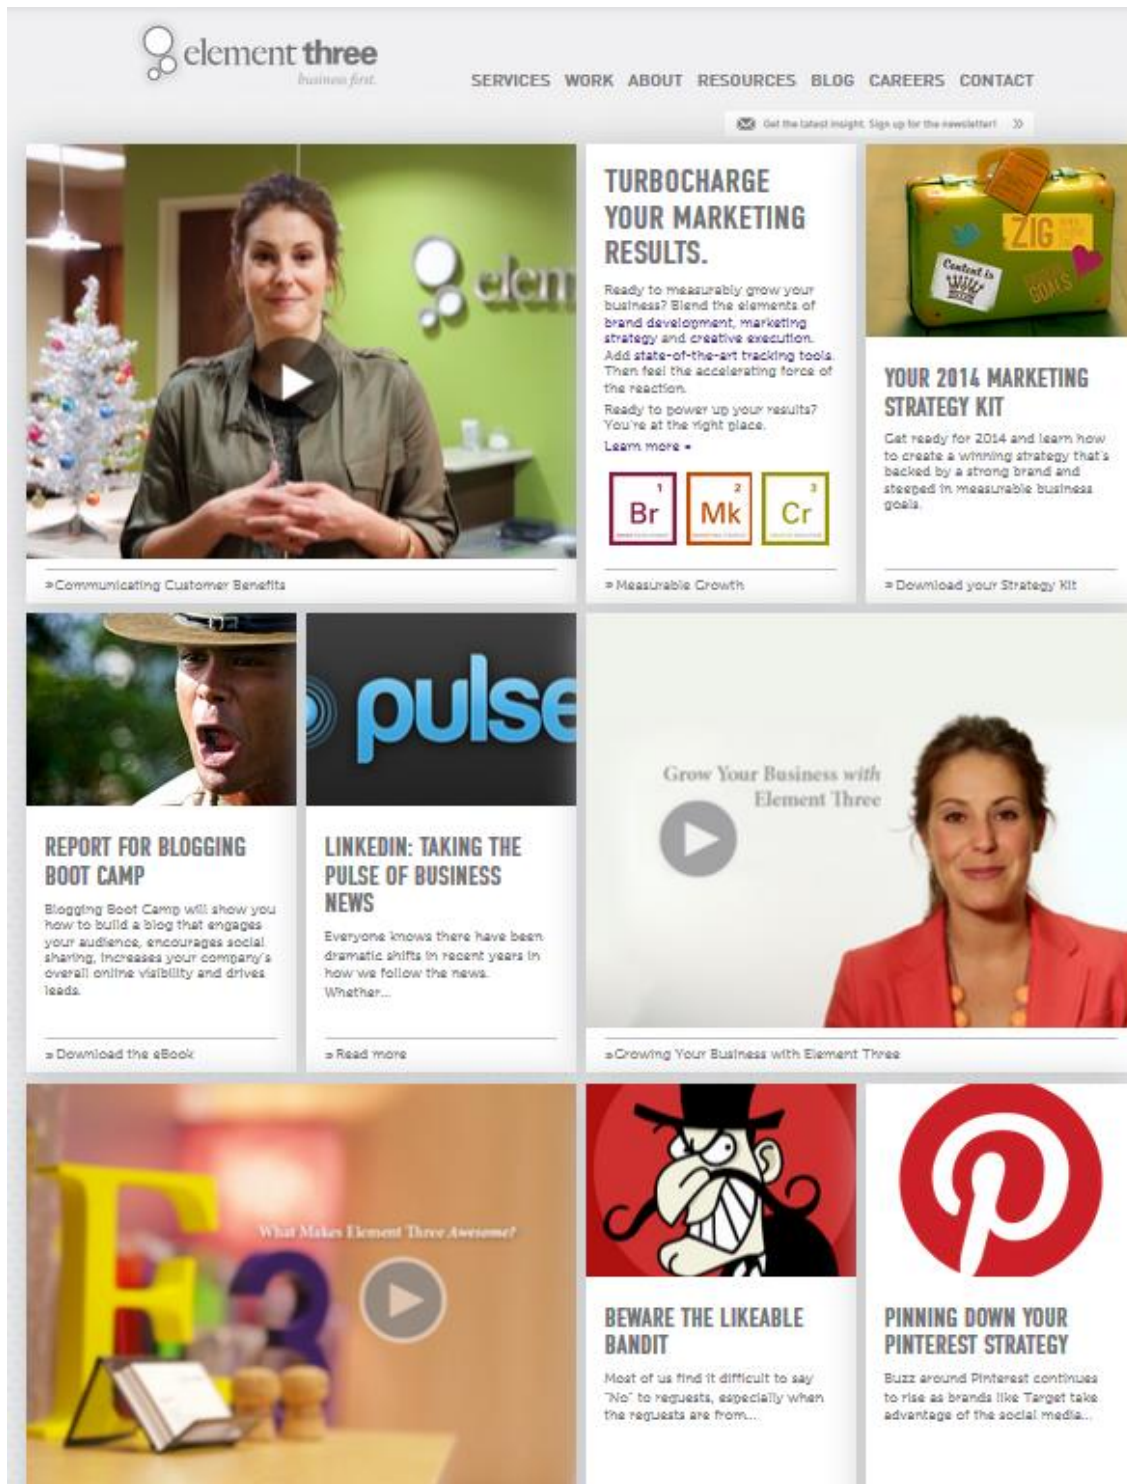 element three
business first.
SERVICES WORK ABOUT RESOURCES BLOG CAREERS CONTACT
Get the latest insight. Sign up for the newsletter! »
elem
» Communicating Customer Benefits
TURBOCHARGE
YOUR MARKETING
RESULTS.
Ready to measurably grow your
business? Blend the elements of
brand development, marketing
strategy and creative execution.
Add state-of-the-art tracking tools.
Then feel the accelerating force of
the reaction.
Ready to power up your results?
You're at the right place.
Learn more »
1 2 3
Br Mk Cr
» Measurable Growth
ZIG
Content is
GOALS
YOUR 2014 MARKETING
STRATEGY KIT
Get ready for 2014 and learn how
to create a winning strategy that's
backed by a strong brand and
steeped in measurable business
goals.
» Download your Strategy Kit
REPORT FOR BLOGGING
BOOT CAMP
Blogging Boot Camp will show you
how to build a blog that engages
your audience, encourages social
sharing, increases your company's
overall online visibility and drives
leads.
» Download the eBook
pulse
LINKEDIN: TAKING THE
PULSE OF BUSINESS
NEWS
Everyone knows there have been
dramatic shifts in recent years in
how we follow the news.
Whether...
» Read more
Grow Your Business with
Element Three
» Growing Your Business with Element Three
E3
What Makes Element Three Awesome?
BEWARE THE LIKEABLE
BANDIT
Most of us find it difficult to say
"No" to requests, especially when
the requests are from...
PINNING DOWN YOUR
PINTEREST STRATEGY
Buzz around Pinterest continues
to rise as brands like Target take
advantage of the social media...